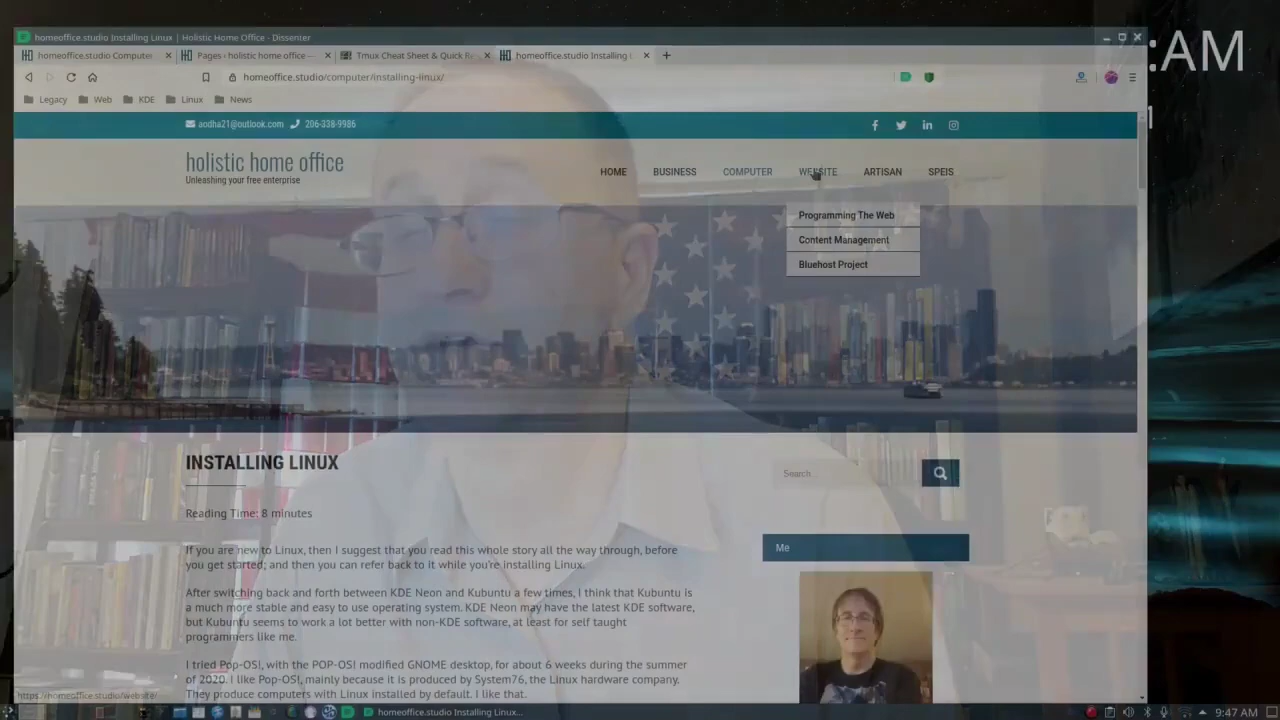 :AM
homeoffice.studio Installing Linux | Holistic Home Office - Dissenter
homeoffice.studio Computer
Pages ‹ holistic home office —
Tmux Cheat Sheet & Quick Re
homeoffice.studio Installing L
homeoffice.studio/computer/installing-linux/
Legacy Web KDE Linux News
aodha21@outlook.com 206-338-9986
holistic home office
Unleashing your free enterprise
HOME BUSINESS COMPUTER WEBSITE ARTISAN SPEIS
Programming The Web
Content Management
Bluehost Project
INSTALLING LINUX
Search
Reading Time: 8 minutes
Me
If you are new to Linux, then I suggest that you read this whole story all the way through, before
you get started; and then you can refer back to it while you're installing Linux.
After switching back and forth between KDE Neon and Kubuntu a few times, I think that Kubuntu is
a much more stable and easy to use operating system. KDE Neon may have the latest KDE software,
but Kubuntu seems to work a lot better with non-KDE software, at least for self taught
programmers like me.
I tried Pop-OS!, with the POP-OS! modified GNOME desktop, for about 6 weeks during the summer
of 2020. I like Pop-OS!, mainly because it is produced by System76, the Linux hardware company.
They produce computers with Linux installed by default. I like that.
https://homeoffice.studio/website/
homeoffice.studio Installing Linux...
9:47 AM